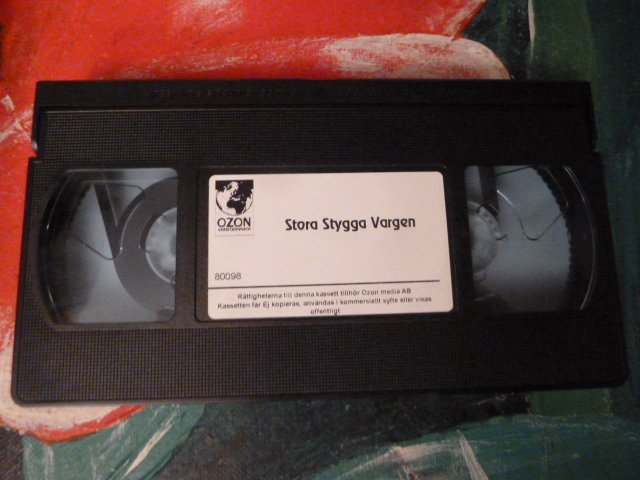 OZON
entertainment
Stora Stygga Vargen
80098
Rättigheterna till denna kassett tillhör Ozon media AB
Kassetten får Ej kopieras, användas i kommersiellt syfte eller visas
offentligt